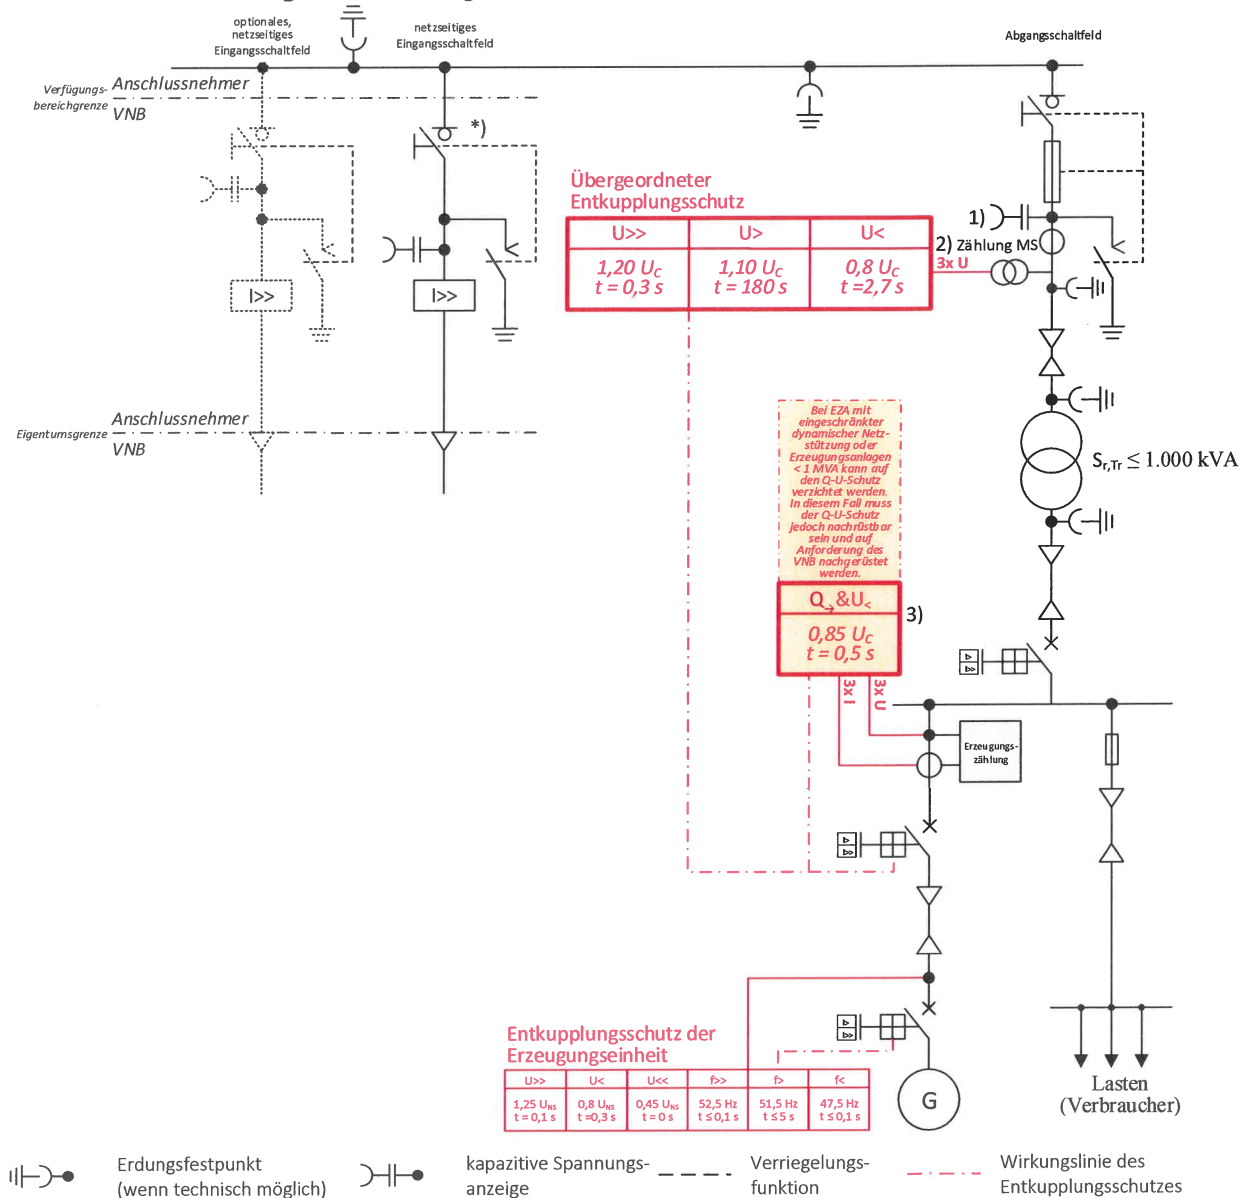 optionales,
netzseitiges
Eingangsschaltfeld
netzseitiges
Eingangsschaltfeld
Abgangsschaltfeld
Verfügungs-
bereichgrenze
Anschlussnehmer
VNB
*)
I>>
I>>
Übergeordneter
Entkupplungsschutz
U>> U> U<
1,20 UC 1,10 UC 0,8 UC
t = 0,3 s t = 180 s t =2,7 s
1)
2) Zählung MS
3x U
Eigentumsgrenze
Anschlussnehmer
VNB
Bei EZA mit
eingeschränkter
dynamischer Netz-
stützung oder
Erzeugungsanlagen
< 1 MVA kann auf
den Q-U-Schutz
verzichtet werden.
In diesem Fall muss
der Q-U-Schutz
jedoch nachrüstbar
sein und auf
Anforderung des
VNB nachgerüstet
werden.
Sr,Tr ≤ 1.000 kVA
Q→ &U<
3)
0,85 UC
t = 0,5 s
3x I
3x U
Erzeugungs-
zählung
Entkupplungsschutz der
Erzeugungseinheit
U>> U< U<< f>> f> f<
1,25 UNS 0,8 UNS 0,45 UNS 52,5 Hz 51,5 Hz 47,5 Hz
t = 0,1 s t =0,3 s t = 0 s t ≤ 0,1 s t ≤ 5 s t ≤ 0,1 s
G
Lasten
(Verbraucher)
Erdungsfestpunkt
(wenn technisch möglich)
kapazitive Spannungs-
anzeige
Verriegelungs-
funktion
Wirkungslinie des
Entkupplungsschutzes